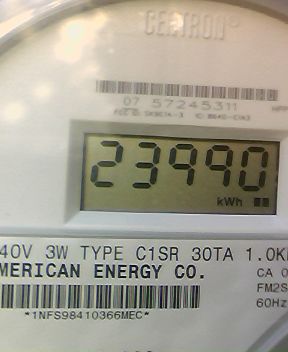 CELLTRON
07 57245311
23990
kWh
40V 3W TYPE C1SR 30TA 1.0K
MERICAN ENERGY CO.
CA 0
FM2S
60Hz
*1NFS98410366MEC*